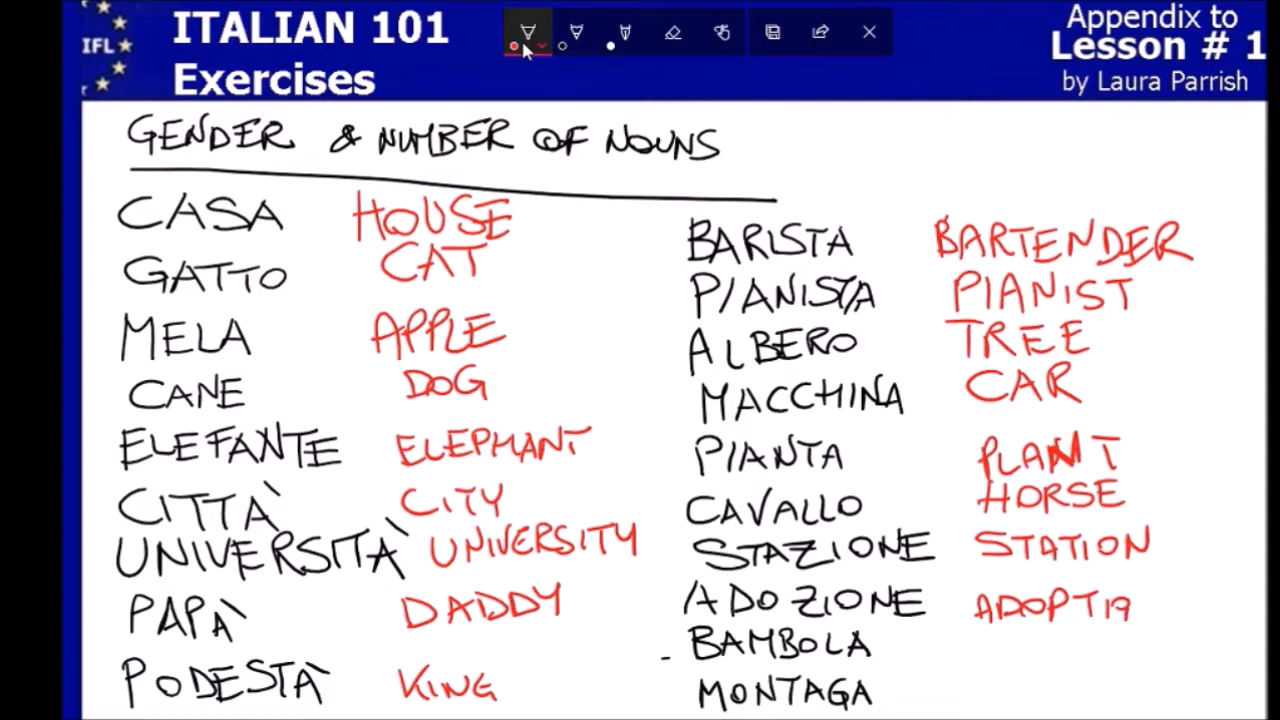 IFL
ITALIAN 101
Exercises
Appendix to
Lesson # 1
by Laura Parrish
GENDER & NUMBER OF NOUNS
CASA HOUSE
GATTO CAT
MELA APPLE
CANE DOG
ELEFANTE ELEPHANT
CITTÀ CITY
UNIVERSITÀ UNIVERSITY
PAPÀ DADDY
PODESTÀ KING
BARISTA BARTENDER
PIANISTA PIANIST
ALBERO TREE
MACCHINA CAR
PIANTA PLANT
CAVALLO HORSE
STAZIONE STATION
ADOZIONE
BAMBOLA
MONTAGA